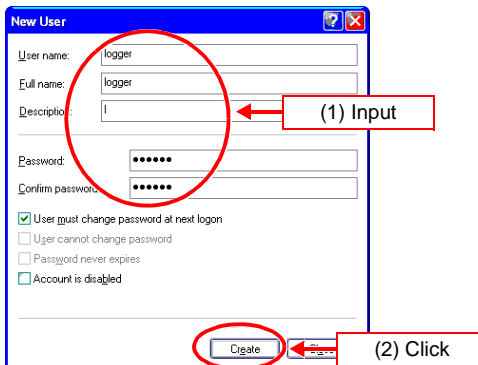 New User
User name: logger
Full name: logger
Description: l
(1) Input
Password: ••••••
Confirm password: ••••••
User must change password at next logon
User cannot change password
Password never expires
Account is disabled
Create
(2) Click